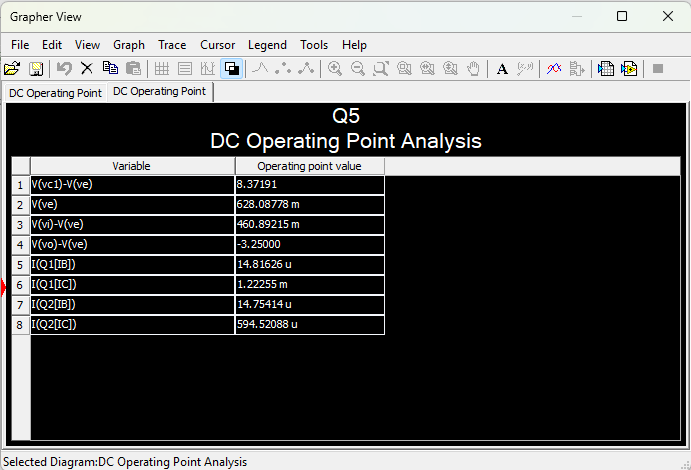 Grapher View
File Edit View Graph Trace Cursor Legend Tools Help
DC Operating Point DC Operating Point
Q5
DC Operating Point Analysis
Variable Operating point value
1 V(vc1)-V(ve) 8.37191
2 V(ve) 628.08778 m
3 V(vi)-V(ve) 460.89215 m
4 V(vo)-V(ve) -3.25000
5 I(Q1[IB]) 14.81626 u
6 I(Q1[IC]) 1.22255 m
7 I(Q2[IB]) 14.75414 u
8 I(Q2[IC]) 594.52088 u
Selected Diagram:DC Operating Point Analysis